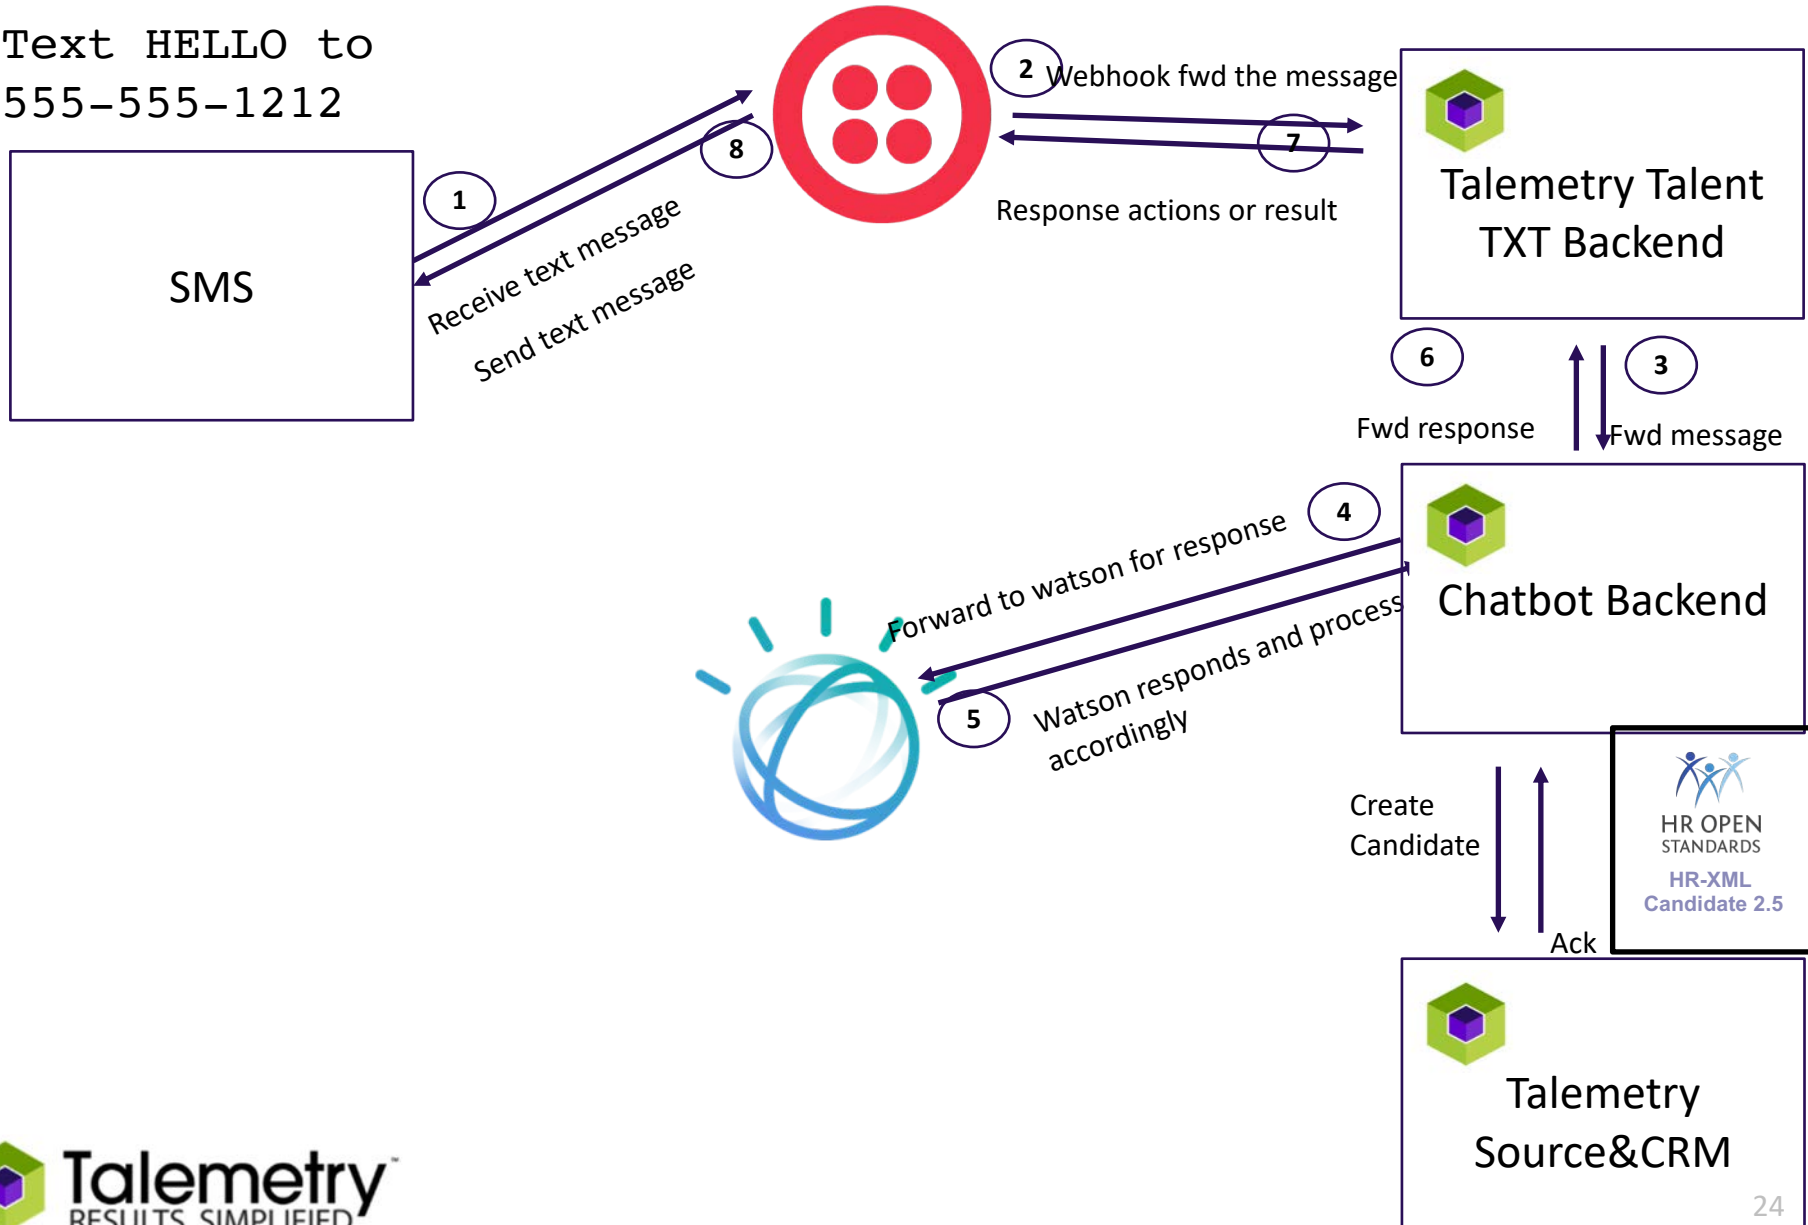 Text HELLO to
555-555-1212
SMS
1
8
Receive text message
Send text message
2
Webhook fwd the message
7
Response actions or result
Talemetry Talent
TXT Backend
6
3
Fwd response
Fwd message
4
Forward to watson for response
Chatbot Backend
5
Watson responds and process
accordingly
Create
Candidate
Ack
HR OPEN
STANDARDS
HR-XML
Candidate 2.5
Talemetry
Source&CRM
Talemetry™
RESULTS. SIMPLIFIED
24